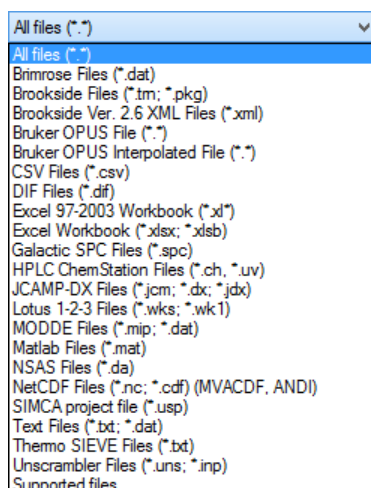 All files (*.*)
All files (*.*)
Brimrose Files (*.dat)
Brookside Files (*.trn; *.pkg)
Brookside Ver. 2.6 XML Files (*.xml)
Bruker OPUS File (*.*)
Bruker OPUS Interpolated File (*.*)
CSV Files (*.csv)
DIF Files (*.dif)
Excel 97-2003 Workbook (*.xl*)
Excel Workbook (*.xlsx; *.xlsb)
Galactic SPC Files (*.spc)
HPLC ChemStation Files (*.ch, *.uv)
JCAMP-DX Files (*.jcm; *.dx; *.jdx)
Lotus 1-2-3 Files (*.wks; *.wk1)
MODDE Files (*.mip; *.dat)
Matlab Files (*.mat)
NSAS Files (*.da)
NetCDF Files (*.nc; *.cdf) (MVACDF, ANDI)
SIMCA project file (*.usp)
Text Files (*.txt; *.dat)
Thermo SIEVE Files (*.txt)
Unscrambler Files (*.uns; *.inp)
Supported files